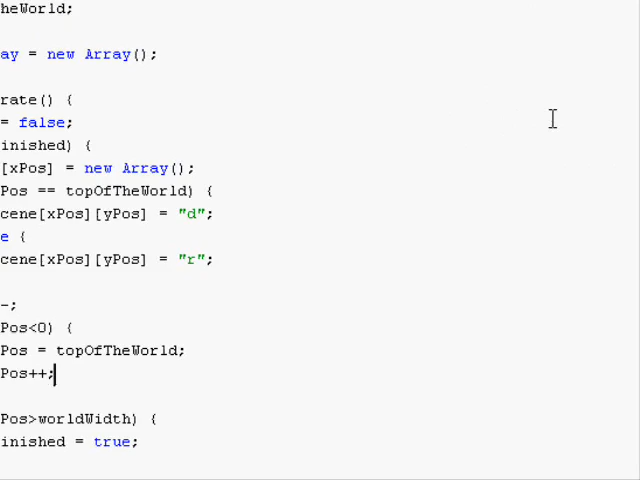 heWorld;
ay = new Array();
rate() {
= false;
inished) {
[xPos] = new Array();
Pos == topOfTheWorld) {
cene[xPos][yPos] = "d";
e {
cene[xPos][yPos] = "r";
-;
Pos<0) {
Pos = topOfTheWorld;
Pos++;
Pos>worldWidth) {
inished = true;